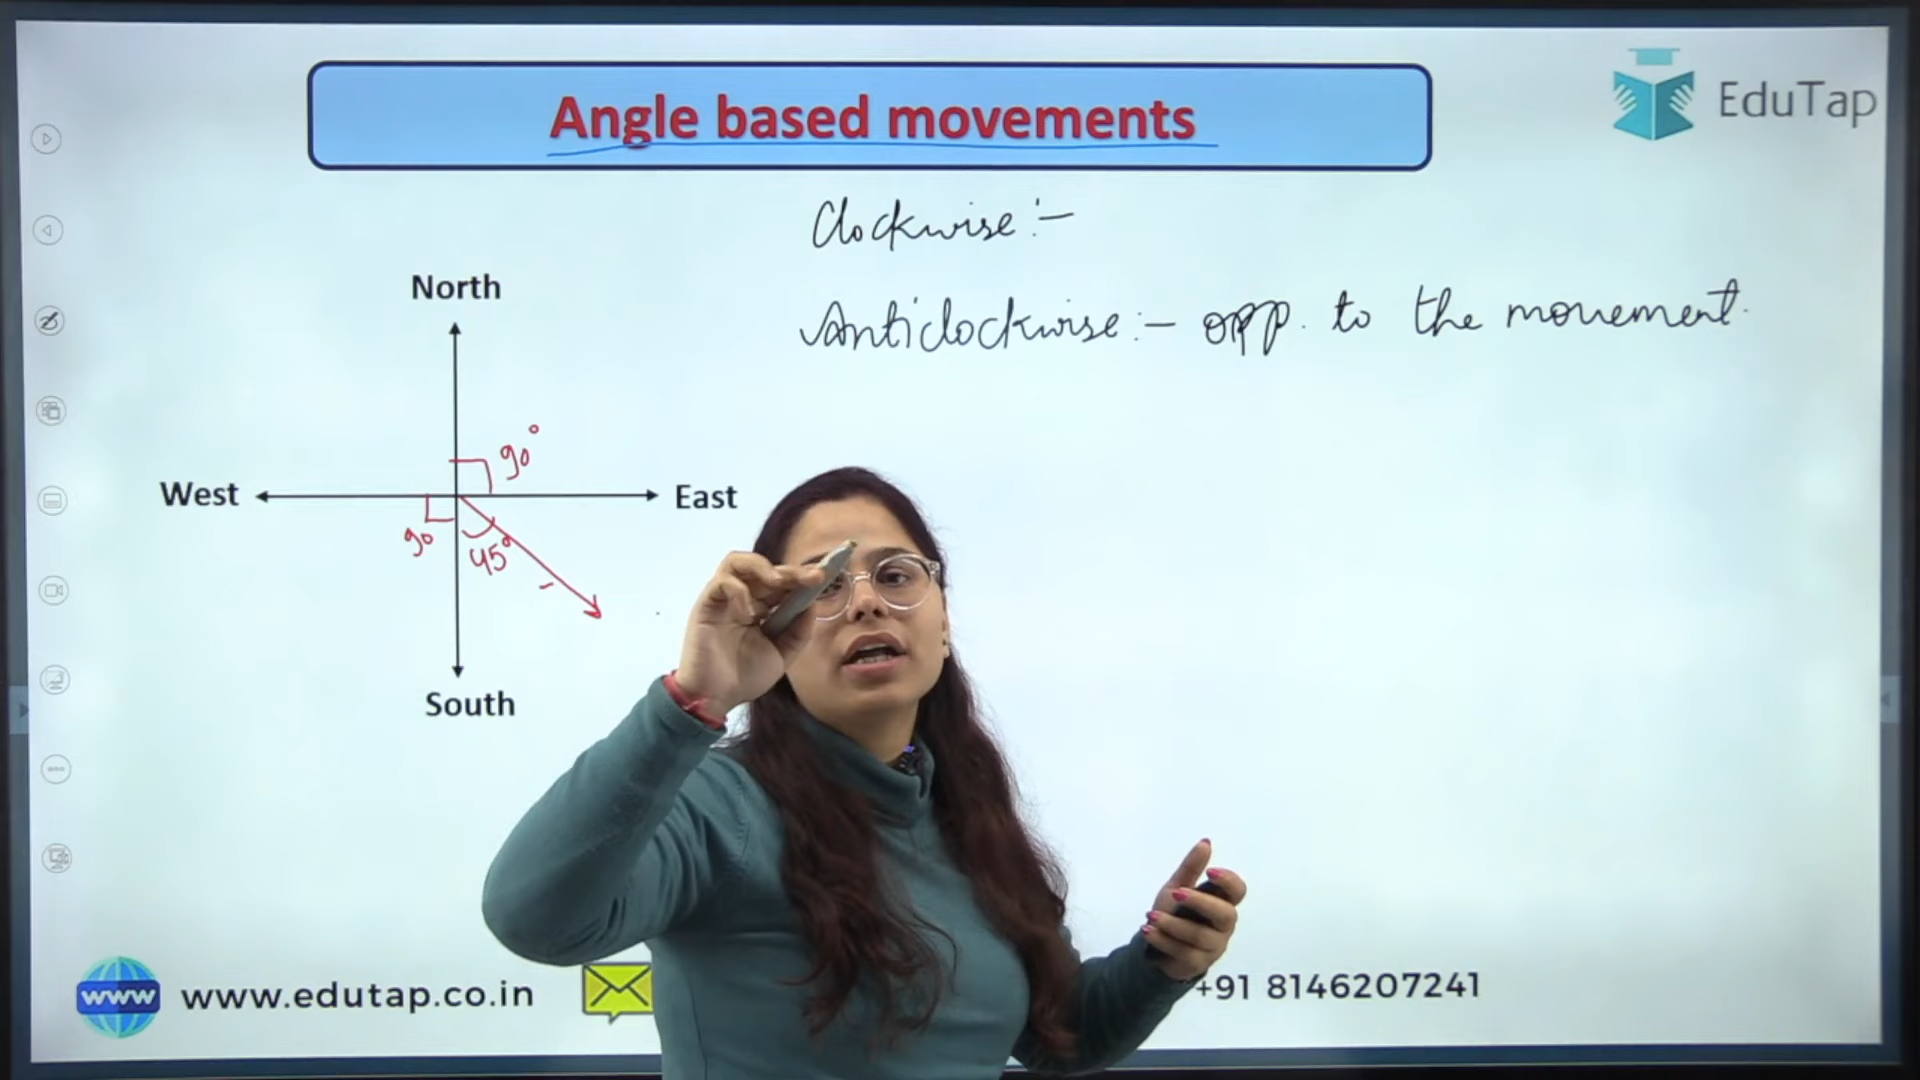 Angle based movements
EduTap
Clockwise :-
Anticlockwise :- opp. to the movement.
North
90°
West
East
90
45°
South
www
www.edutap.co.in
+91 8146207241